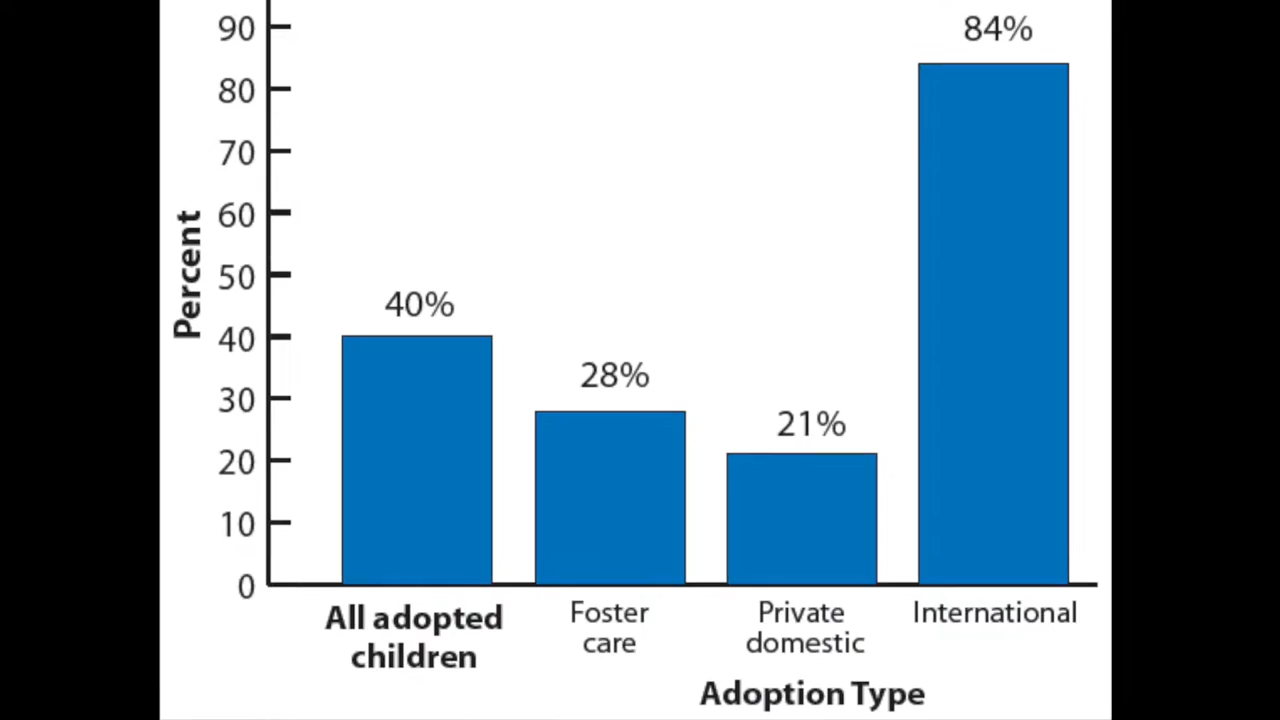 90
84%
80
70
60
Percent
50
40%
40
28%
30
21%
20
10
0
All adopted
children
Foster
care
Private
domestic
International
Adoption Type